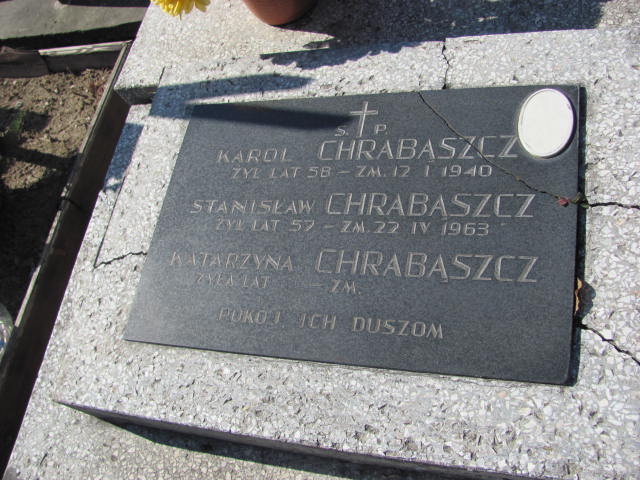 Ś. P.
KAROL CHRABĄSZCZ
ŻYŁ LAT 58 - ZM. 12 I 1940
STANISŁAW CHRABĄSZCZ
ŻYŁ LAT 57 - ZM. 22 IV 1963
KATARZYNA CHRABĄSZCZ
ŻYŁA LAT - ZM.
POKÓJ ICH DUSZOM